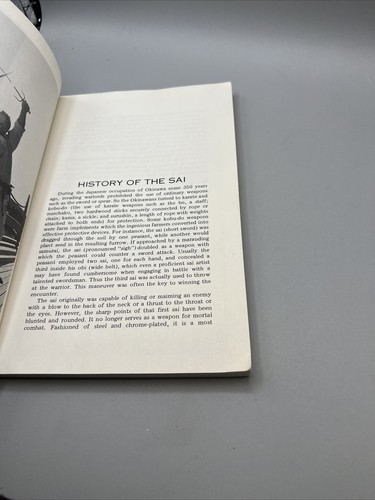 HISTORY OF THE SAI
During the Japanese occupation of Okinawa some 350 years
ago, invading warlords prohibited the use of ordinary weapons
such as the sword or spear. So the Okinawans turned to karate and
kobu-do (the use of karate weapons such as the bo, a staff;
nunchaku, two hardwood sticks securely connected by rope or
chain; kama, a sickle; and surushin, a length of rope with weights
attached to both ends) for protection. Some kobu-do weapons
were farm implements which the ingenious farmers converted into
effective protective devices. For instance, the sai (short sword) was
dragged through the soil by one peasant, while another would
plant seed in the resulting furrow. If approached by a marauding
samurai, the sai (pronounced "sigh") doubled as a weapon with
which the peasant could counter a sword attack. Usually the
peasant employed two sai, one for each hand, and concealed a
third inside his obi (wide belt), which even a proficient sai artist
may have found cumbersome when engaging in battle with a
talented swordsman. Thus the third sai was actually used to throw
at the warrior. This maneuver was often the key to winning the
encounter.
The sai originally was capable of killing or maiming an enemy
with a blow to the back of the neck or a thrust to the throat or
the eyes. However, the sharp points of that first sai have been
blunted and rounded. It no longer serves as a weapon for mortal
combat. Fashioned of steel and chrome-plated, it is a most